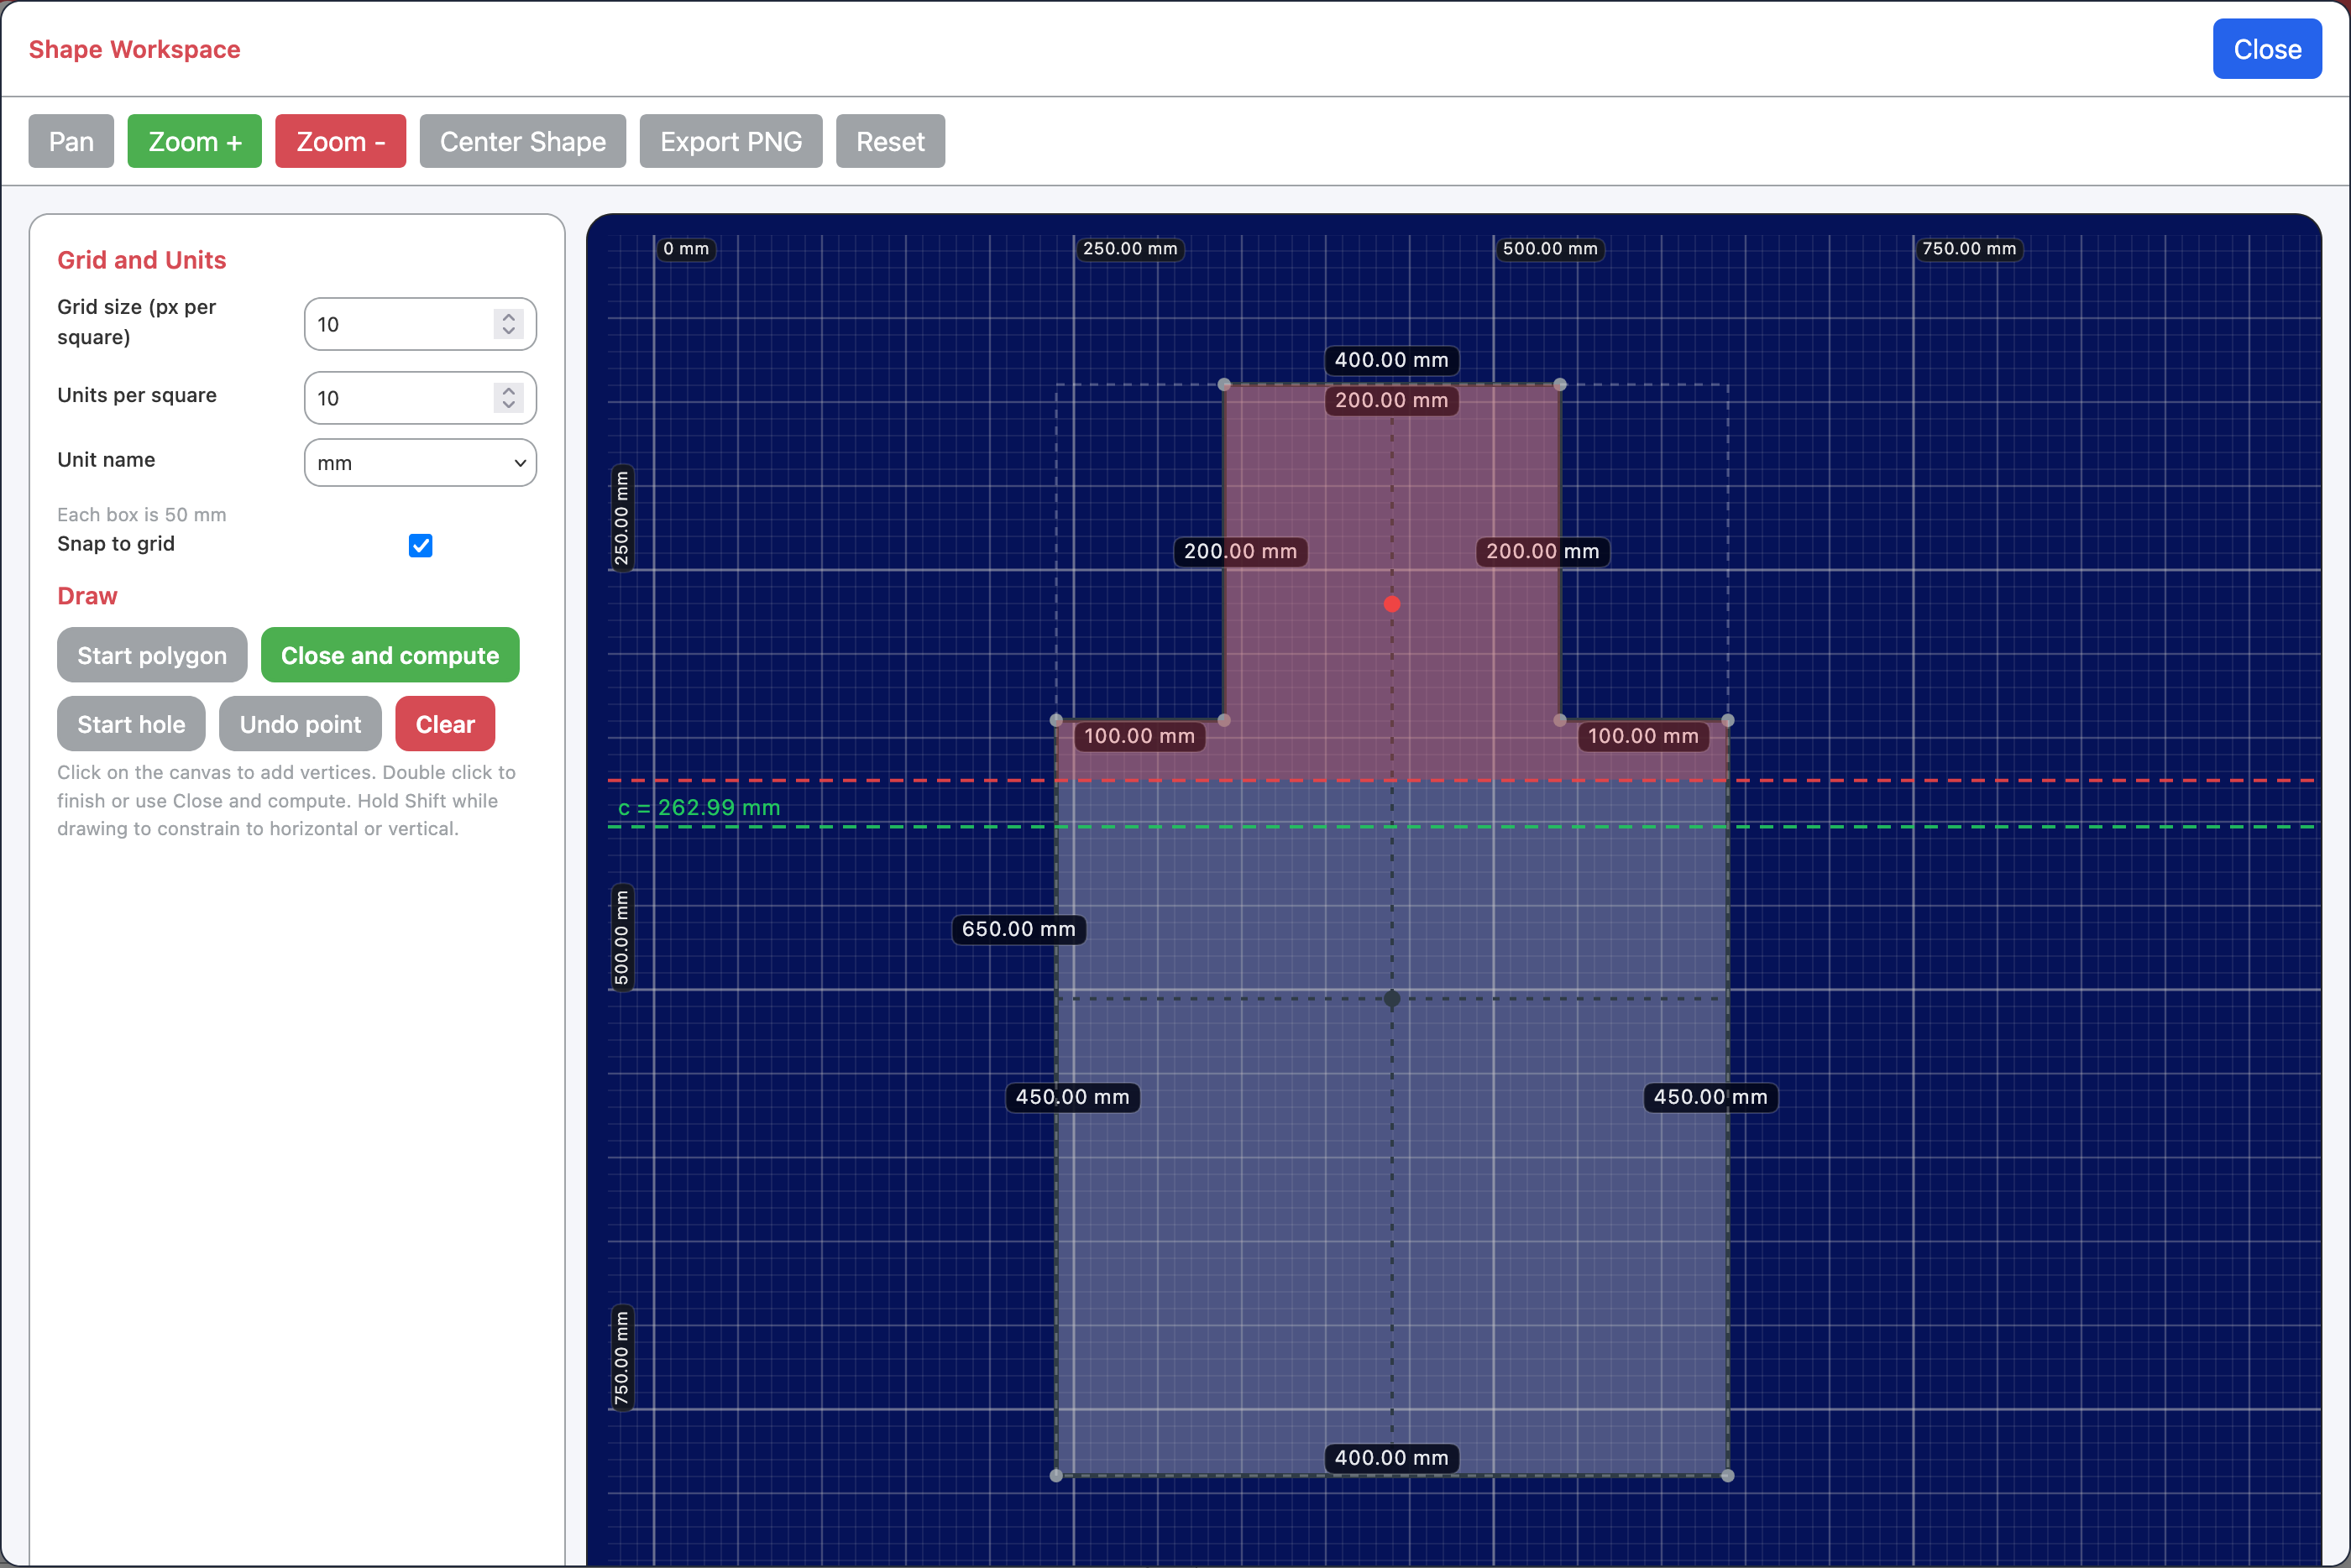 Shape Workspace
Close
Pan
Zoom +
Zoom -
Center Shape
Export PNG
Reset
Grid and Units
Grid size (px per
square)
10
Units per square
10
Unit name
mm
Each box is 50 mm
Snap to grid
Draw
Start polygon
Close and compute
Start hole
Undo point
Clear
Click on the canvas to add vertices. Double click to
finish or use Close and compute. Hold Shift while
drawing to constrain to horizontal or vertical.
0 mm
250.00 mm
500.00 mm
750.00 mm
400.00 mm
200.00 mm
250.00 mm
200.00 mm
200.00 mm
100.00 mm
100.00 mm
c = 262.99 mm
650.00 mm
500.00 mm
450.00 mm
450.00 mm
750.00 mm
400.00 mm